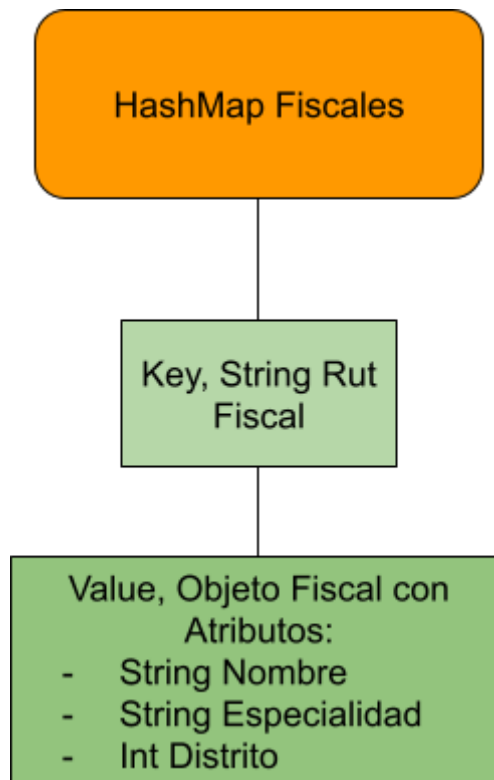 HashMap Fiscales
Key, String Rut
Fiscal
Value, Objeto Fiscal con
Atributos:
- String Nombre
- String Especialidad
- Int Distrito